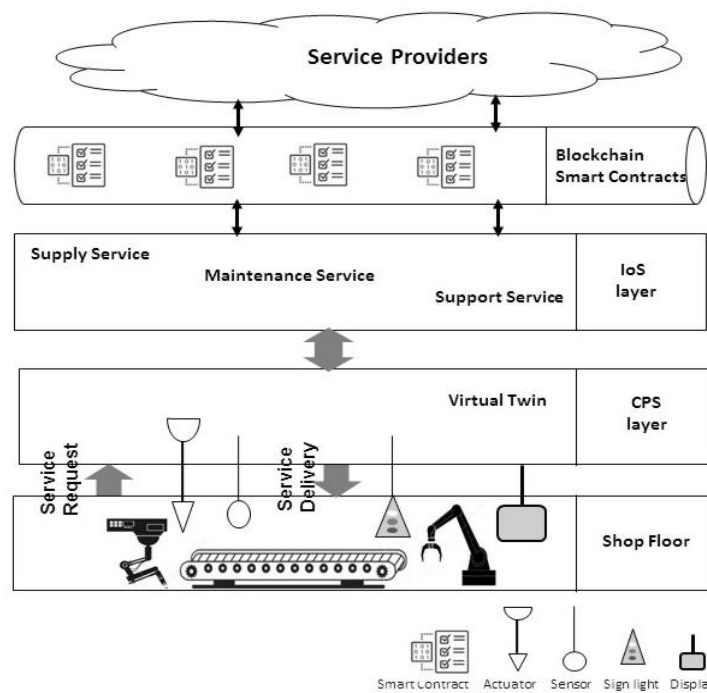 Service Providers
Blockchain
Smart Contracts
Supply Service
Maintenance Service
Support Service
IoS
layer
Virtual Twin
CPS
layer
Service
Request
Service
Delivery
Shop Floor
Smart Contract
Actuator
Sensor
Sign light
Displa